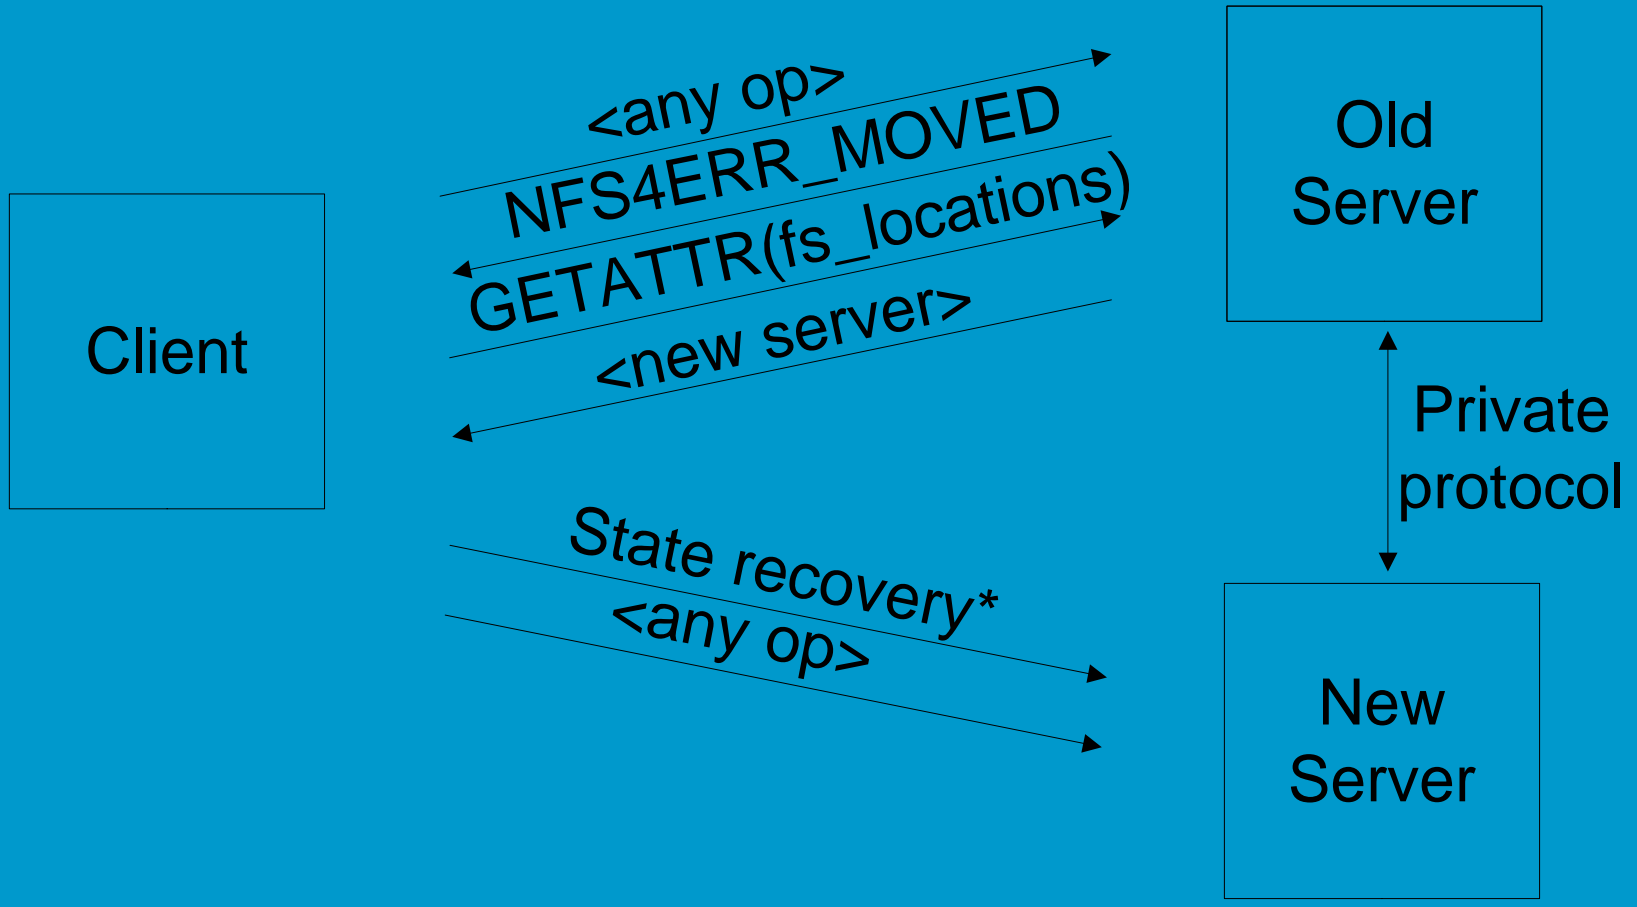 <any op>
NFS4ERR_MOVED
GETATTR(fs_locations)
<new server>
Old
Server
Client
Private
protocol
State recovery*
<any op>
New
Server